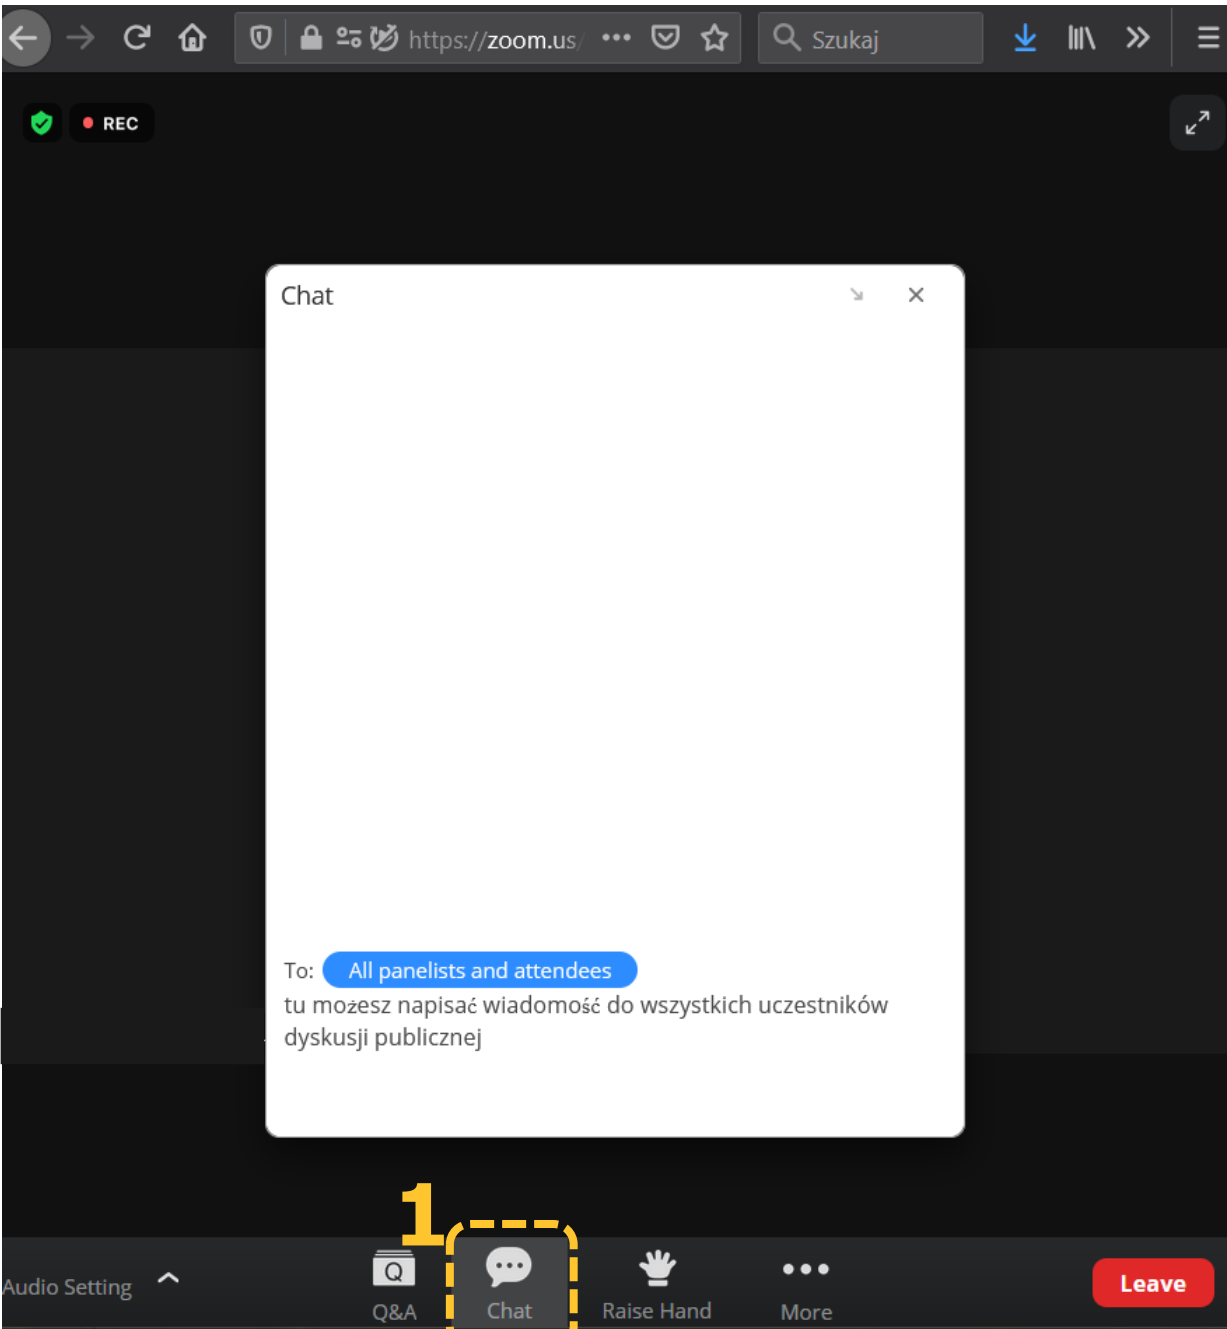 https://zoom.us/
Szukaj
REC
Chat
To: All panelists and attendees
tu możesz napisać wiadomość do wszystkich uczestników
dyskusji publicznej
1
Audio Setting
Q
Q&A
Chat
Raise Hand
More
Leave